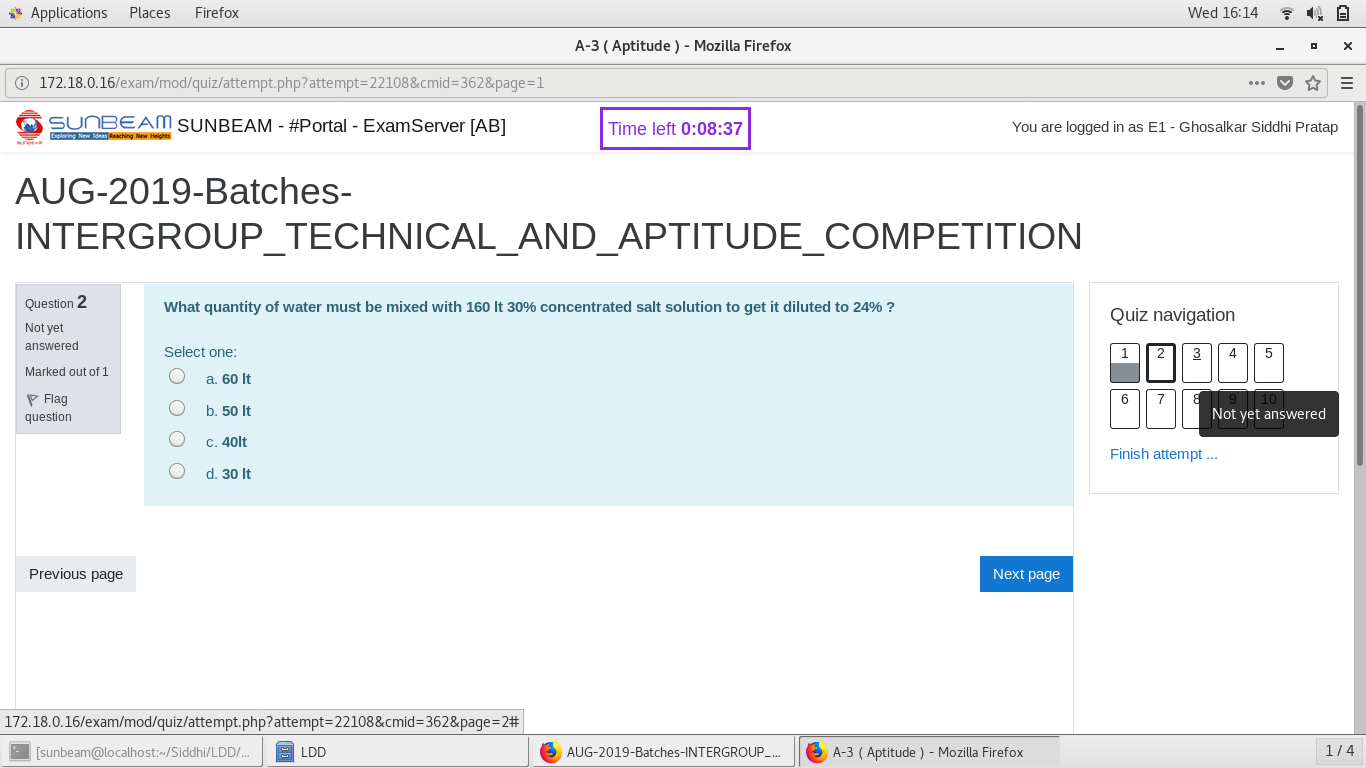 Applications Places Firefox Wed 16:14
A-3 ( Aptitude ) - Mozilla Firefox
172.18.0.16/exam/mod/quiz/attempt.php?attempt=22108&cmid=362&page=1
SUNBEAM
Exploring New Ideas Reaching New Heights
SUNBEAM
SUNBEAM - #Portal - ExamServer [AB]
Time left 0:08:37
You are logged in as E1 - Ghosalkar Siddhi Pratap
AUG-2019-Batches-
INTERGROUP_TECHNICAL_AND_APTITUDE_COMPETITION
Question 2
Not yet
answered
Marked out of 1
Flag
question
What quantity of water must be mixed with 160 lt 30% concentrated salt solution to get it diluted to 24% ?
Select one:
a. 60 lt
b. 50 lt
c. 40lt
d. 30 lt
Quiz navigation
1 2 3 4 5
6 7 8 9 10
Not yet answered
Finish attempt ...
Previous page
Next page
172.18.0.16/exam/mod/quiz/attempt.php?attempt=22108&cmid=362&page=2#
[sunbeam@localhost:~/Siddhi/LDD/... LDD AUG-2019-Batches-INTERGROUP_... A-3 ( Aptitude ) - Mozilla Firefox 1 / 4